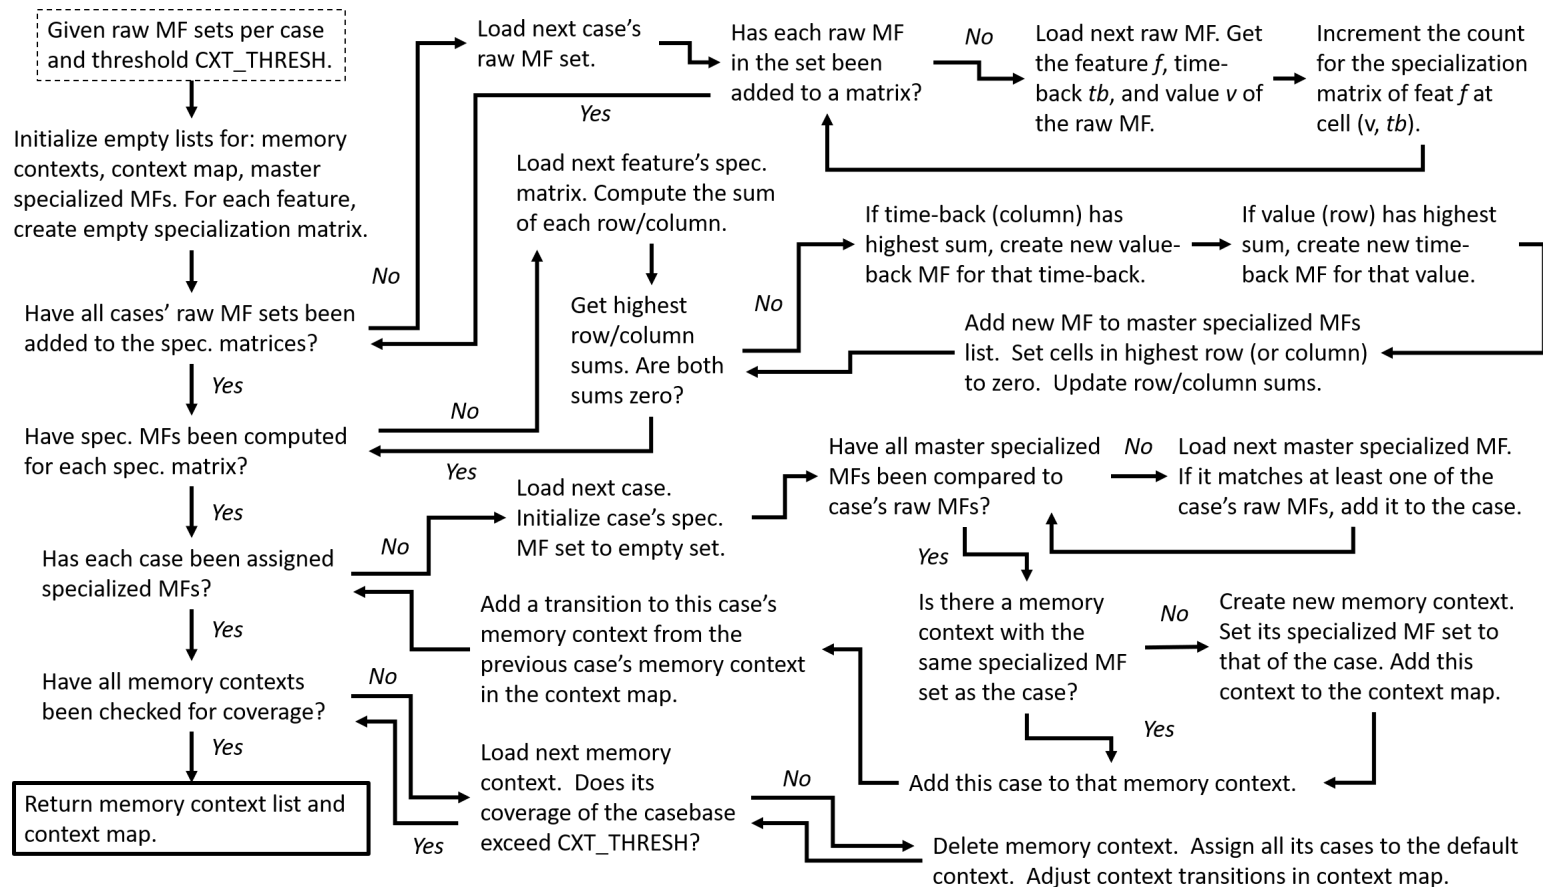 Given raw MF sets per case
and threshold CXT_THRESH.
Initialize empty lists for: memory
contexts, context map, master
specialized MFs. For each feature,
create empty specialization matrix.
Have all cases' raw MF sets been
added to the spec. matrices?
No
Yes
Load next case's
raw MF set.
Has each raw MF
in the set been
added to a matrix?
Yes
No
Load next raw MF. Get
the feature f, time-
back tb, and value v of
the raw MF.
Increment the count
for the specialization
matrix of feat f at
cell (v, tb).
Have spec. MFs been computed
for each spec. matrix?
No
Yes
Load next feature's spec.
matrix. Compute the sum
of each row/column.
Get highest
row/column
sums. Are both
sums zero?
Yes
No
If time-back (column) has
highest sum, create new value-
back MF for that time-back.
If value (row) has highest
sum, create new time-
back MF for that value.
Add new MF to master specialized MFs
list. Set cells in highest row (or column)
to zero. Update row/column sums.
Has each case been assigned
specialized MFs?
No
Yes
Load next case.
Initialize case's spec.
MF set to empty set.
Have all master specialized
MFs been compared to
case's raw MFs?
No
Yes
Load next master specialized MF.
If it matches at least one of the
case's raw MFs, add it to the case.
Is there a memory
context with the
same specialized MF
set as the case?
No
Yes
Create new memory context.
Set its specialized MF set to
that of the case. Add this
context to the context map.
Add this case to that memory context.
Add a transition to this case's
memory context from the
previous case's memory context
in the context map.
Have all memory contexts
been checked for coverage?
No
Yes
Load next memory
context. Does its
coverage of the casebase
exceed CXT_THRESH?
Yes
No
Delete memory context. Assign all its cases to the default
context. Adjust context transitions in context map.
Return memory context list and
context map.